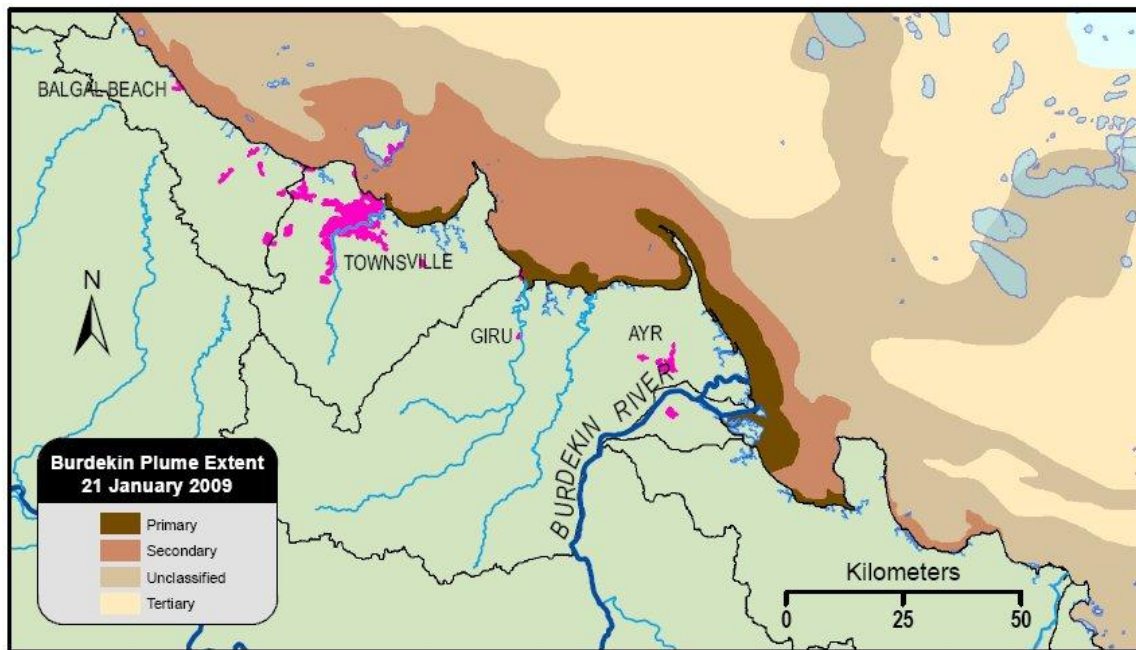 BALGAL BEACH
TOWNSVILLE
N
GIRU
AYR
BURDEKIN RIVER
Burdekin Plume Extent
21 January 2009
Primary
Secondary
Unclassified
Tertiary
Kilometers
0 25 50